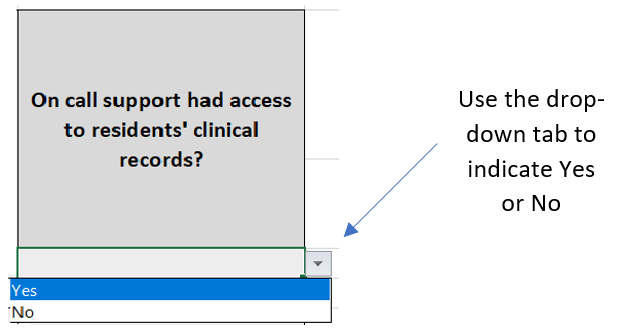 On call support had access
to residents' clinical
records?
Use the drop-
down tab to
indicate Yes
or No
Yes
No